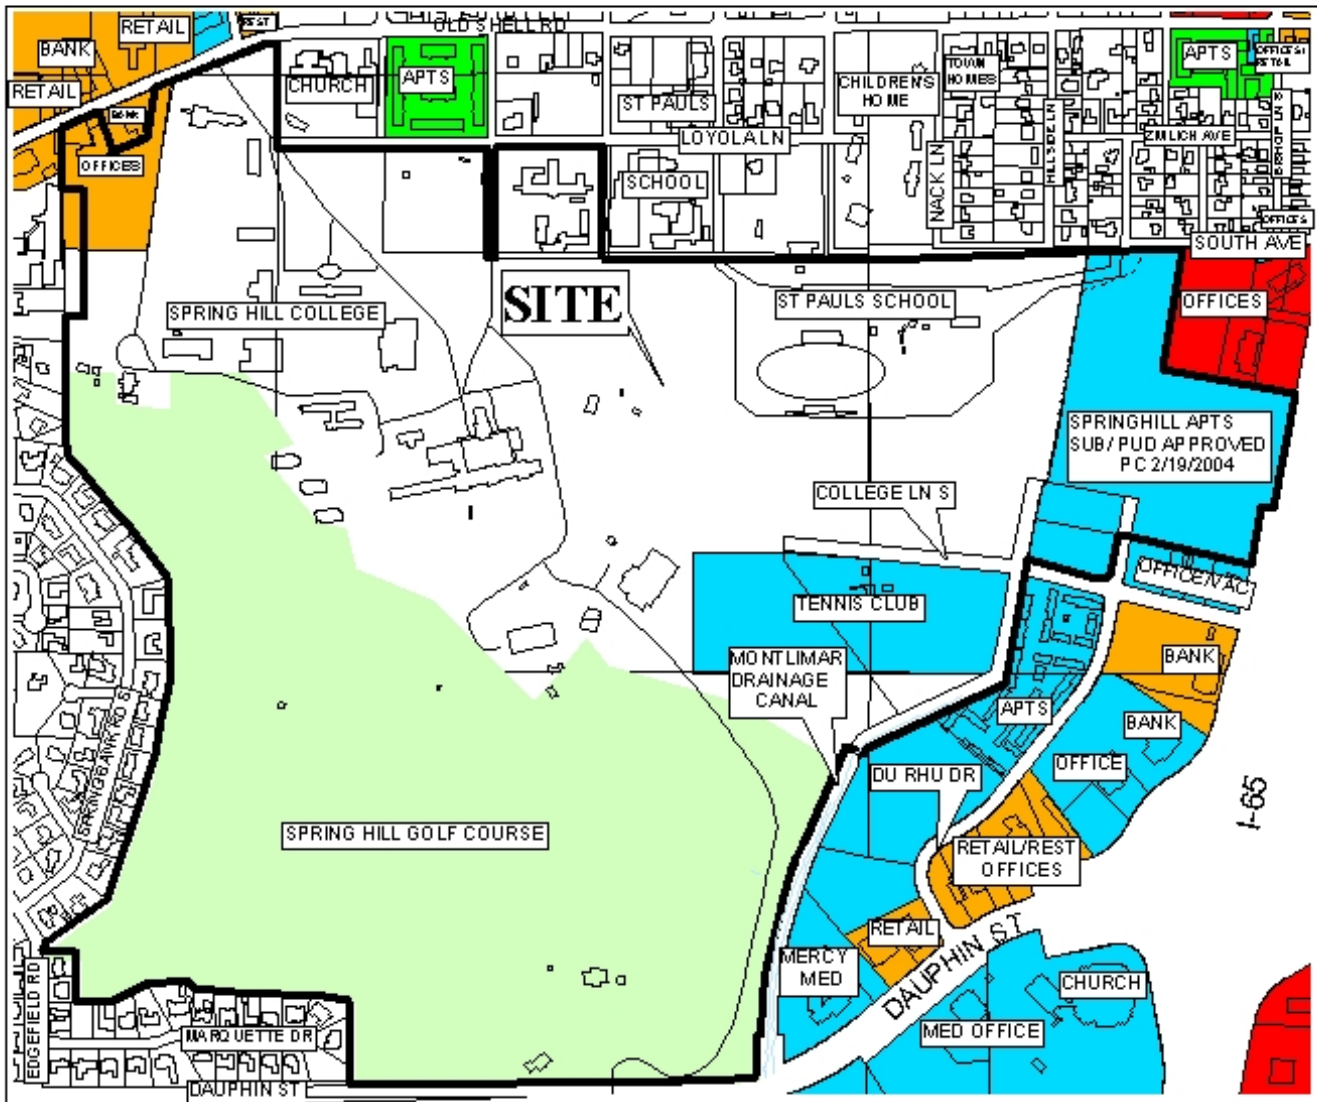 REST
OLD SHELL RD
RETAIL
BANK
RETAIL
BANK
OFFICES
CHURCH
APTS
ST PAULS
CHILDREN'S
HOME
TOWN
HOMES
APTS
OFFICES/
RETAIL
LOYOLA LN
HILLSIDE LN
ZIMLICH AVE
BISHOP LN S
SCHOOL
NACK LN
OFFICES
SOUTH AVE
SPRING HILL COLLEGE
SITE
ST PAULS SCHOOL
OFFICES
SPRINGHILL APTS
SUB/ PUD APPROVED
PC 2/19/2004
COLLEGE LN S
OFFICE/VAC
TENNIS CLUB
MONTLIMAR
DRAINAGE
CANAL
BANK
APTS
BANK
SPRINGBANK RD S
OFFICE
DU RHU DR
I-65
SPRING HILL GOLF COURSE
RETAIL/REST
OFFICES
RETAIL
MERCY
MED
DAUPHIN ST
CHURCH
EDGEFIELD RD
MARQUETTE DR
MED OFFICE
DAUPHIN ST